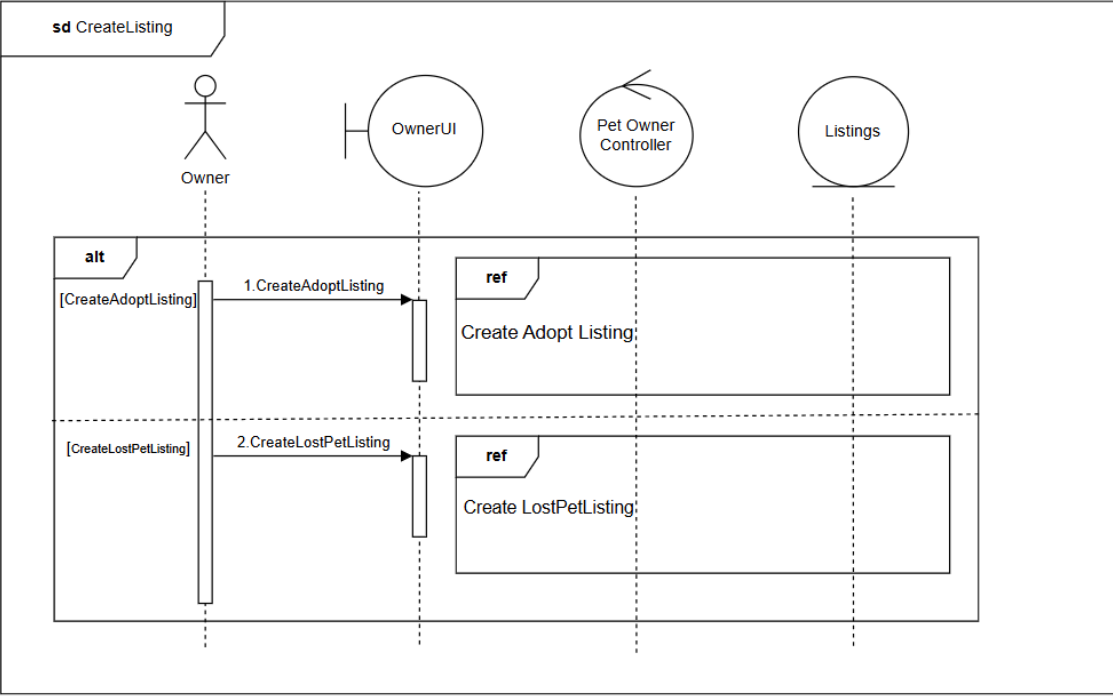 sd CreateListing
OwnerUI
Pet Owner
Controller
Listings
Owner
alt
[CreateAdoptListing]
1.CreateAdoptListing
ref
Create Adopt Listing
[CreateLostPetListing]
2.CreateLostPetListing
ref
Create LostPetListing